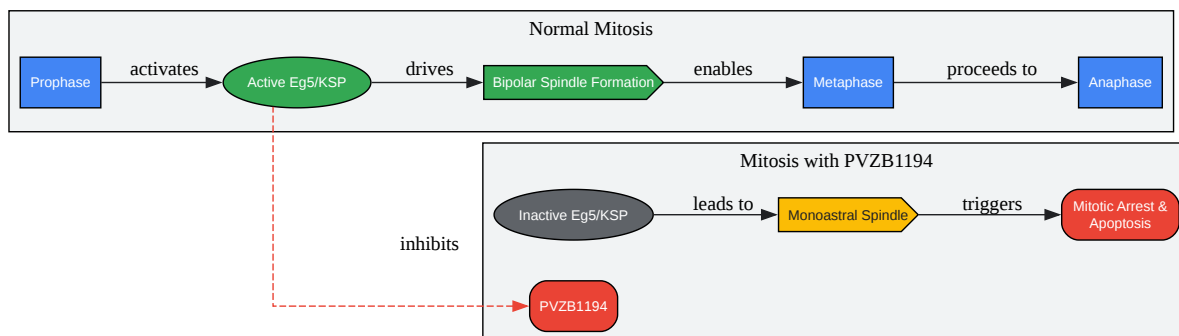 Normal Mitosis
Prophase
activates
Active Eg5/KSP
drives
Bipolar Spindle Formation
enables
Metaphase
proceeds to
Anaphase
Mitosis with PVZB1194
Inactive Eg5/KSP
leads to
Monoastral Spindle
triggers
Mitotic Arrest &
Apoptosis
inhibits
PVZB1194